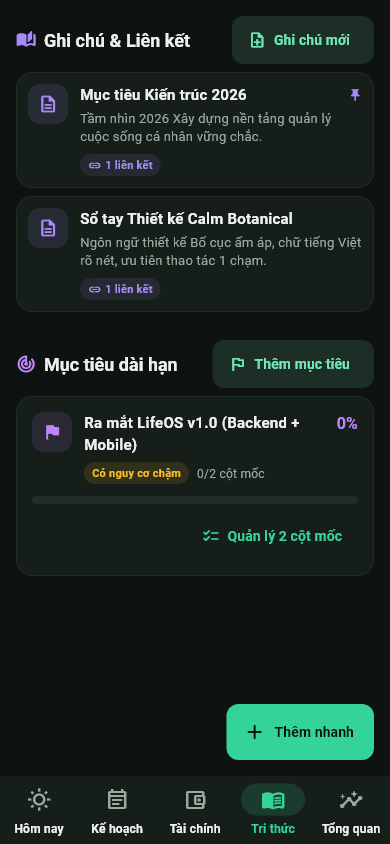 Ghi chú & Liên kết
Ghi chú mới
Mục tiêu Kiến trúc 2026
Tầm nhìn 2026 Xây dựng nền tảng quản lý
cuộc sống cá nhân vững chắc.
1 liên kết
Sổ tay Thiết kế Calm Botanical
Ngôn ngữ thiết kế Bố cục ấm áp, chữ tiếng Việt
rõ nét, ưu tiên thao tác 1 chạm.
1 liên kết
Mục tiêu dài hạn
Thêm mục tiêu
Ra mắt LifeOS v1.0 (Backend +
Mobile)
0%
Có nguy cơ chậm
0/2 cột mốc
Quản lý 2 cột mốc
Thêm nhanh
Hôm nay
Kế hoạch
Tài chính
Tri thức
Tổng quan